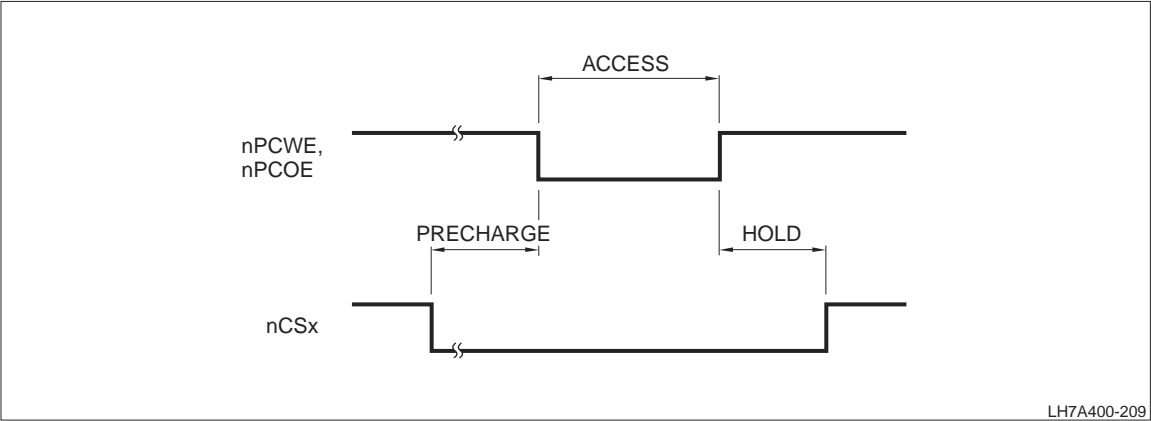 ACCESS
nPCWE,
nPCOE
PRECHARGE
HOLD
nCSx
LH7A400-209